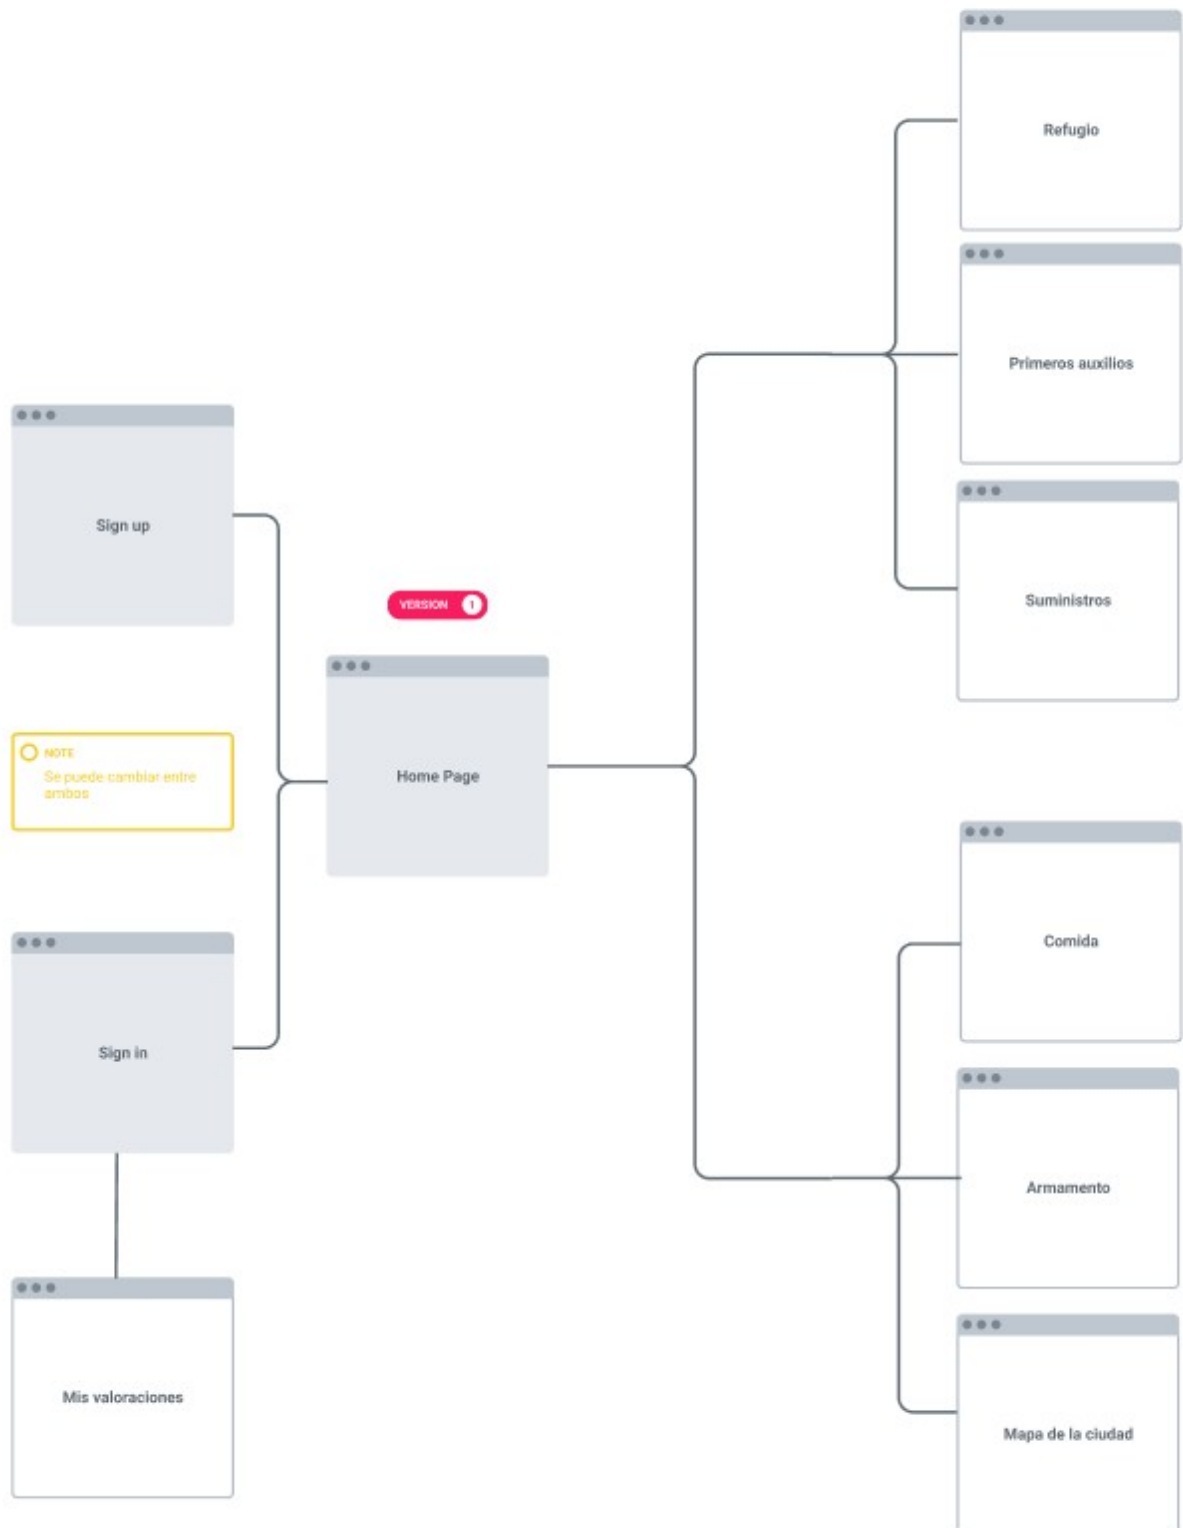 Refugio
Primeros auxilios
Sign up
Suministros
VERSION 1
NOTE
Se puede cambiar entre
ambos
Home Page
Comida
Sign in
Armamento
Mis valoraciones
Mapa de la ciudad